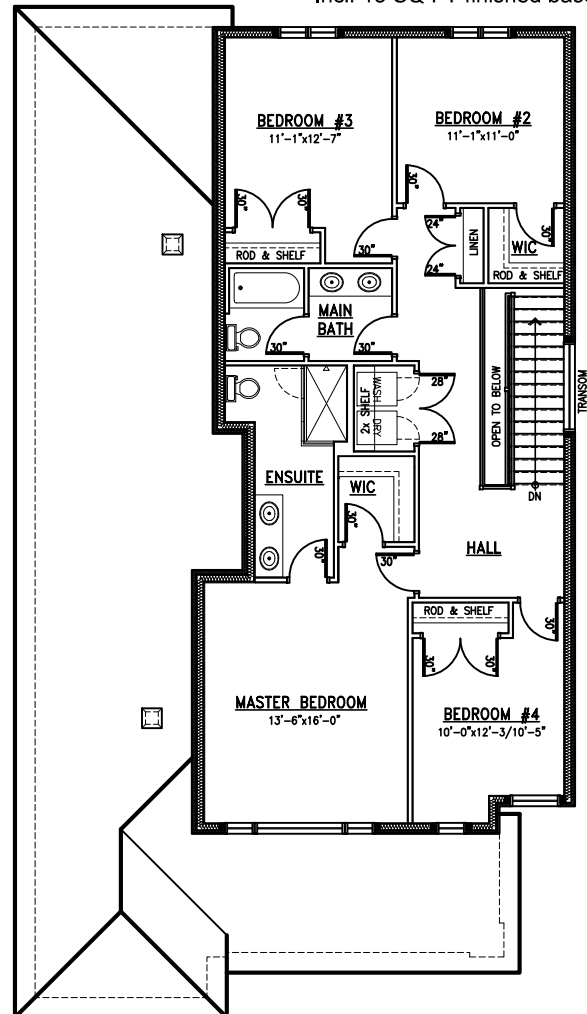 BEDROOM #3
11'-1"x12'-7"
BEDROOM #2
11'-1"x11'-0"
30"
30"
30"
30"
24"
24"
LINEN
WIC
30"
ROD & SHELF
ROD & SHELF
MAIN
BATH
30"
30"
TRANSOM
OPEN TO BELOW
DN
WASH
DRY
2x SHELF
28"
28"
ENSUITE
WIC
30"
30"
30"
HALL
ROD & SHELF
30"
30"
30"
MASTER BEDROOM
13'-6"x16'-0"
BEDROOM #4
10'-0"x12'-3/10'-5"